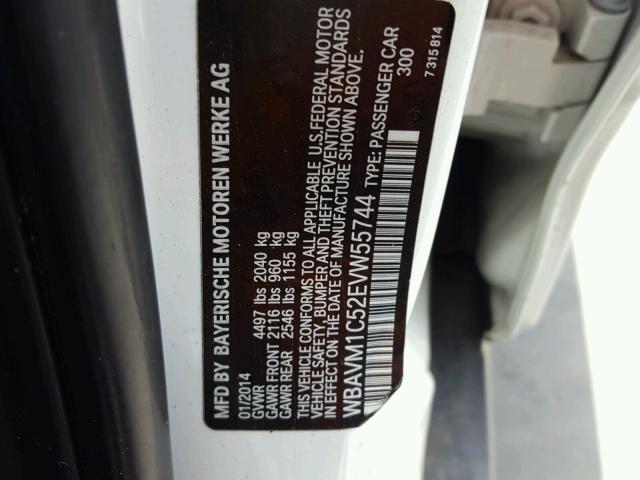 MFD BY BAYERISCHE MOTOREN WERKE AG
01/2014
GVWR 4497 lbs 2040 kg
GAWR FRONT 2116 lbs 960 kg
GAWR REAR 2546 lbs 1155 kg
THIS VEHICLE CONFORMS TO ALL APPLICABLE U.S.FEDERAL MOTOR
VEHICLE SAFETY, BUMPER AND THEFT PREVENTION STANDARDS
IN EFFECT ON THE DATE OF MANUFACTURE SHOWN ABOVE.
WBAVM1C52EVW55744 TYPE: PASSENGER CAR
300
7 315 814